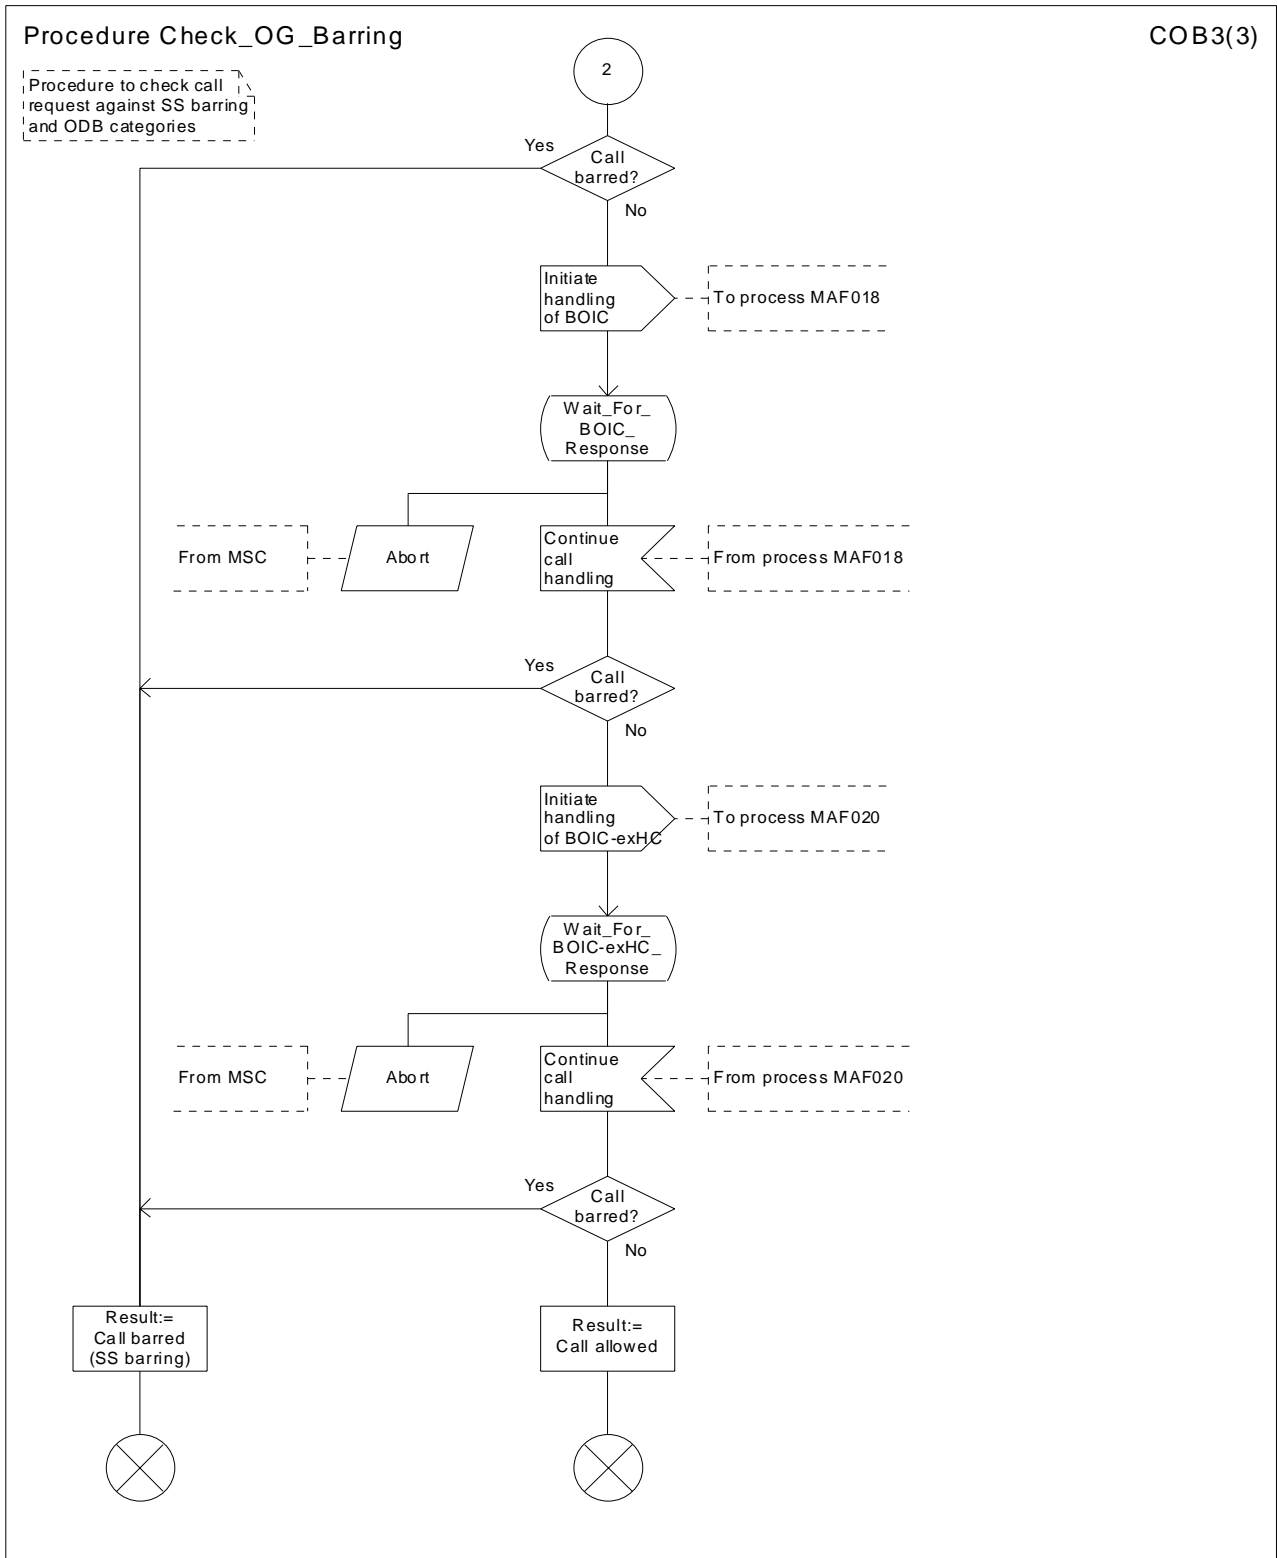 Procedure Check_OG_Barring
COB3(3)
Procedure to check call
request against SS barring
and ODB categories
2
Yes
Call
barred?
No
Initiate
handling
of BOIC
To process MAF018
Wait_For_
BOIC_
Response
From MSC
Abort
Continue
call
handling
From process MAF018
Yes
Call
barred?
No
Initiate
handling
of BOIC-exHC
To process MAF020
Wait_For_
BOIC-exHC_
Response
From MSC
Abort
Continue
call
handling
From process MAF020
Yes
Call
barred?
No
Result:=
Call barred
(SS barring)
Result:=
Call allowed